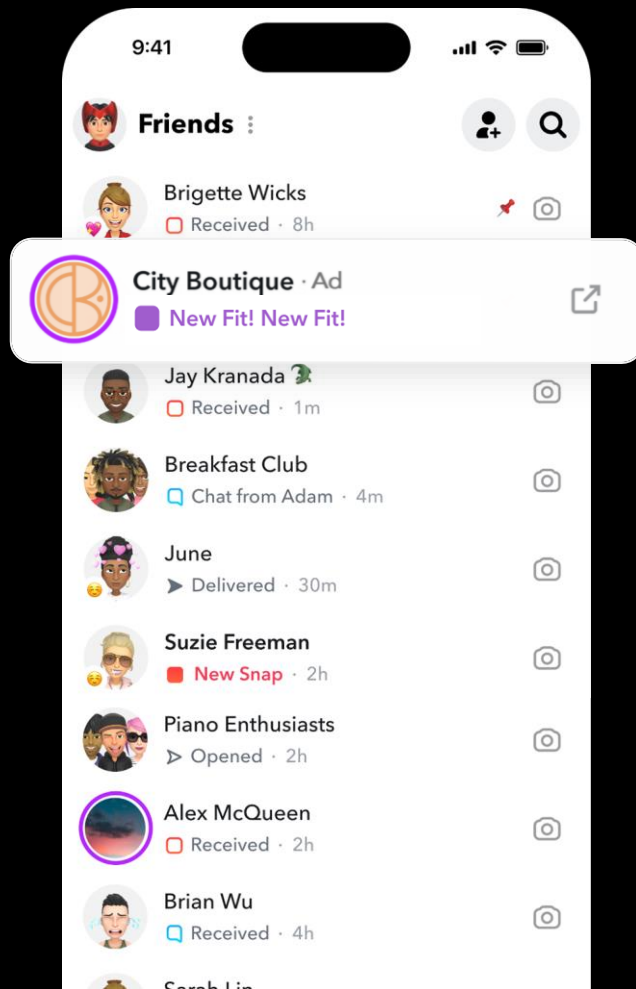 9:41
Friends
Brigette Wicks
Received · 8h
City Boutique · Ad
New Fit! New Fit!
Jay Kranada
Received · 1m
Breakfast Club
Chat from Adam · 4m
June
Delivered · 30m
Suzie Freeman
New Snap · 2h
Piano Enthusiasts
Opened · 2h
Alex McQueen
Received · 2h
Brian Wu
Received · 4h
Sarah Lin